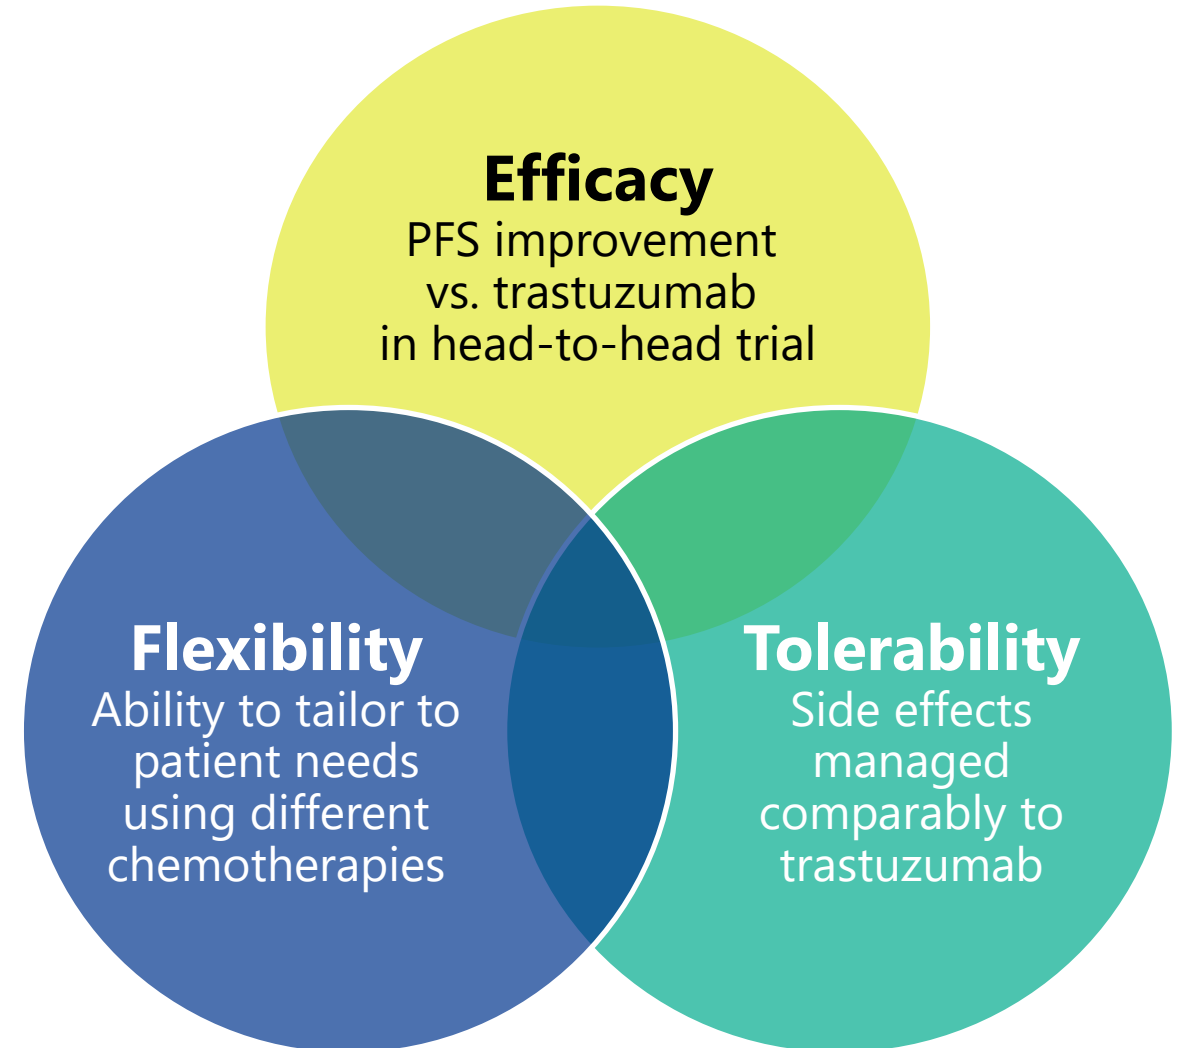 Efficacy
PFS improvement
vs. trastuzumab
in head-to-head trial
Flexibility
Ability to tailor to
patient needs
using different
chemotherapies
Tolerability
Side effects
managed
comparably to
trastuzumab